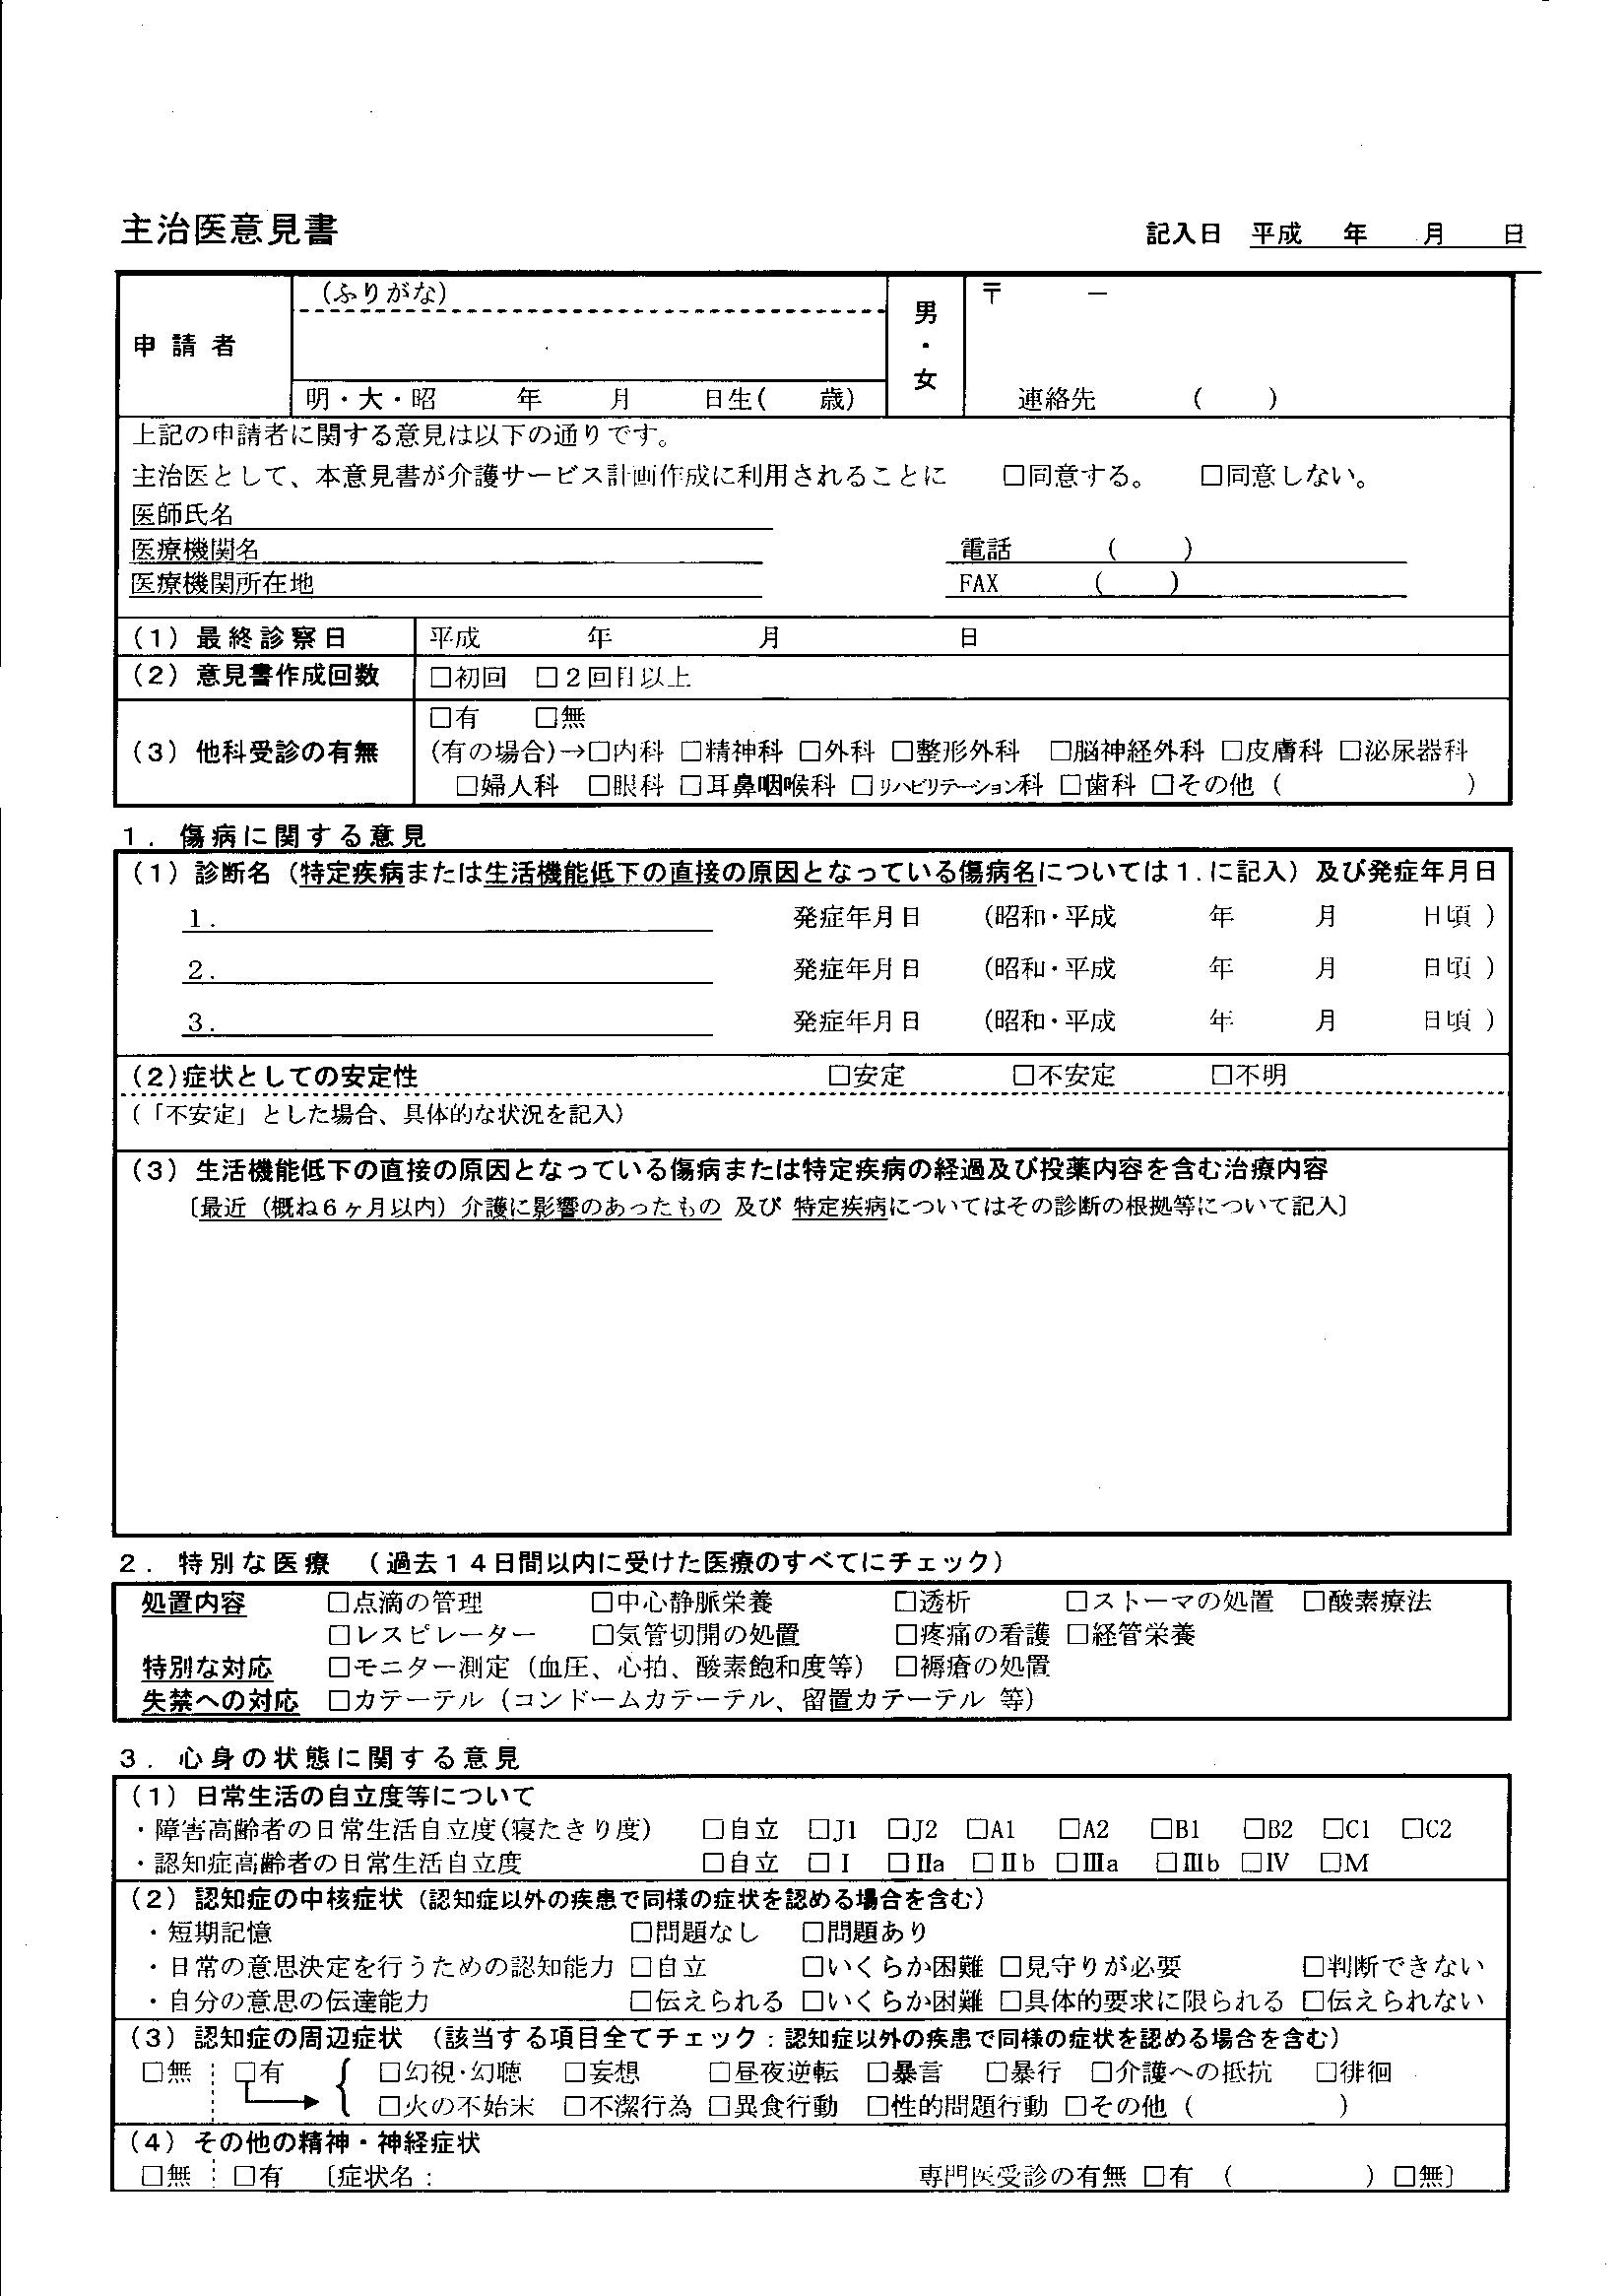 主治医意見書 記入日 平成 年 月 日
(ふりがな)
申請者
男・女
〒 ー
明・大・昭 年 月 日生( 歳)
連絡先 ( )
上記の申請者に関する意見は以下の通りです。
主治医として、本意見書が介護サービス計画作成に利用されることに □同意する。 □同意しない。
医師氏名
医療機関名 電話 ( )
医療機関所在地 FAX ( )
(1) 最終診察日 平成 年 月 日
(2) 意見書作成回数 □初回 □2回目以上
(3) 他科受診の有無 □有 □無
(有の場合)→□内科 □精神科 □外科 □整形外科 □脳神経外科 □皮膚科 □泌尿器科
□婦人科 □眼科 □耳鼻咽喉科 □リハビリテーション科 □歯科 □その他 ( )
1. 傷病に関する意見
(1) 診断名(特定疾病または生活機能低下の直接の原因となっている傷病名については1.に記入)及び発症年月日
1. 発症年月日 (昭和・平成 年 月 日頃 )
2. 発症年月日 (昭和・平成 年 月 日頃 )
3. 発症年月日 (昭和・平成 年 月 日頃 )
(2)症状としての安定性 □安定 □不安定 □不明
(「不安定」とした場合、具体的な状況を記入)
(3) 生活機能低下の直接の原因となっている傷病または特定疾病の経過及び投薬内容を含む治療内容
〔最近(概ね6ヶ月以内)介護に影響のあったもの 及び 特定疾病についてはその診断の根拠等について記入〕
2. 特別な医療 (過去14日間以内に受けた医療のすべてにチェック)
処置内容 □点滴の管理 □中心静脈栄養 □透析 □ストーマの処置 □酸素療法
□レスピレーター □気管切開の処置 □疼痛の看護 □経管栄養
特別な対応 □モニター測定(血圧、心拍、酸素飽和度等) □褥瘡の処置
失禁への対応 □カテーテル(コンドームカテーテル、留置カテーテル 等)
3. 心身の状態に関する意見
(1) 日常生活の自立度等について
・障害高齢者の日常生活自立度(寝たきり度) □自立 □J1 □J2 □A1 □A2 □B1 □B2 □C1 □C2
・認知症高齢者の日常生活自立度 □自立 □Ⅰ □Ⅱa □Ⅱb □Ⅲa □Ⅲb □Ⅳ □M
(2) 認知症の中核症状(認知症以外の疾患で同様の症状を認める場合を含む)
・短期記憶 □問題なし □問題あり
・日常の意思決定を行うための認知能力 □自立 □いくらか困難 □見守りが必要 □判断できない
・自分の意思の伝達能力 □伝えられる □いくらか困難 □具体的要求に限られる □伝えられない
(3) 認知症の周辺症状 (該当する項目全てチェック:認知症以外の疾患で同様の症状を認める場合を含む)
□無 □有 { □幻視・幻聴 □妄想 □昼夜逆転 □暴言 □暴行 □介護への抵抗 □徘徊
□火の不始末 □不潔行為 □異食行動 □性的問題行動 □その他 ( )
(4) その他の精神・神経症状
□無 □有 〔症状名: 専門医受診の有無 □有 ( ) □無〕